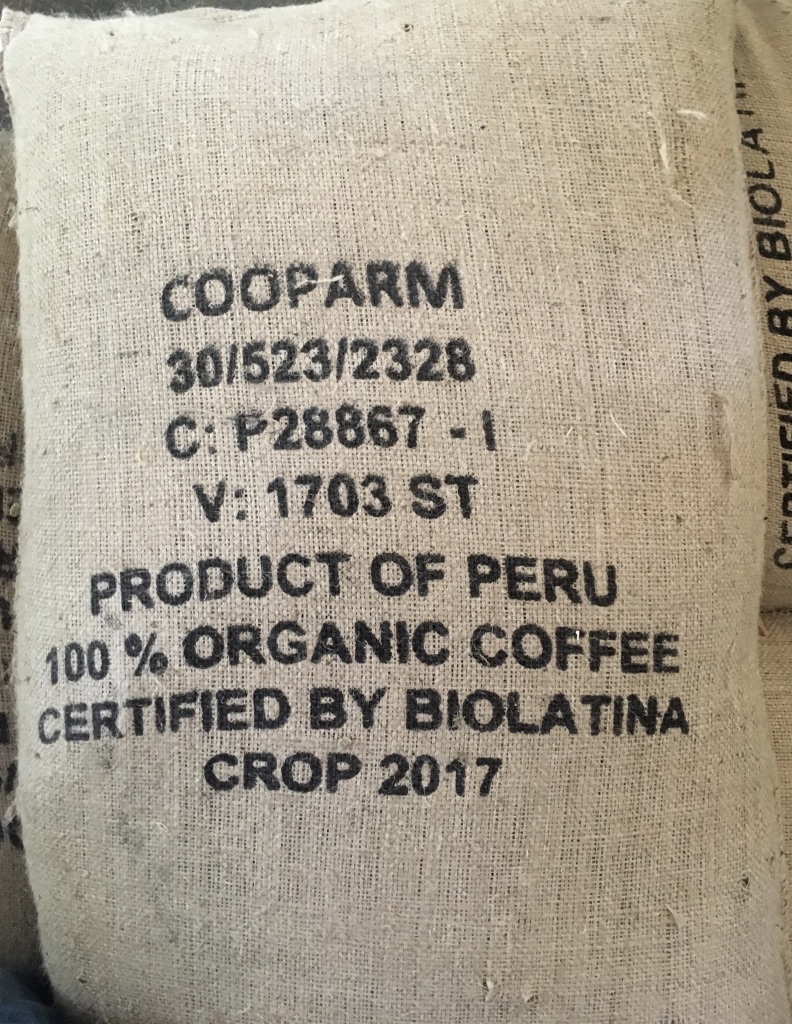 COOPARM
30/523/2328
C: P28867 - I
V: 1703 ST
PRODUCT OF PERU
100 % ORGANIC COFFEE
CERTIFIED BY BIOLATINA
CROP 2017
CERTIFIED BY